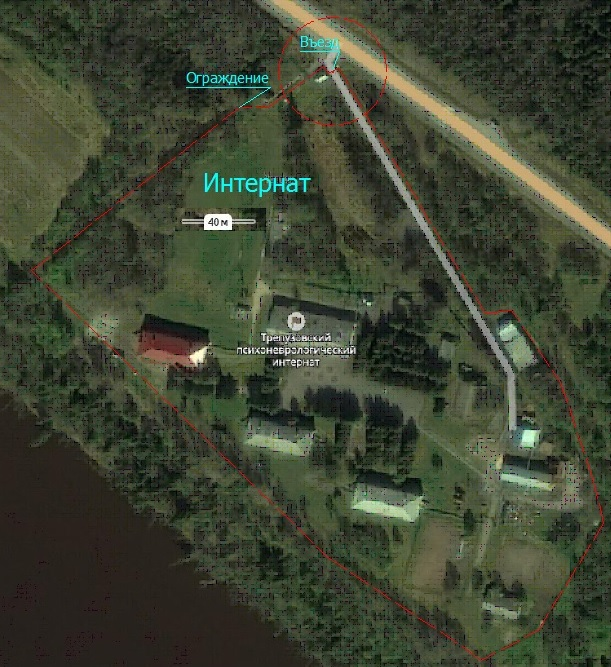 Въезд
Ограждение
Интернат
40 м
Трепузовский
психоневрологический
интернат